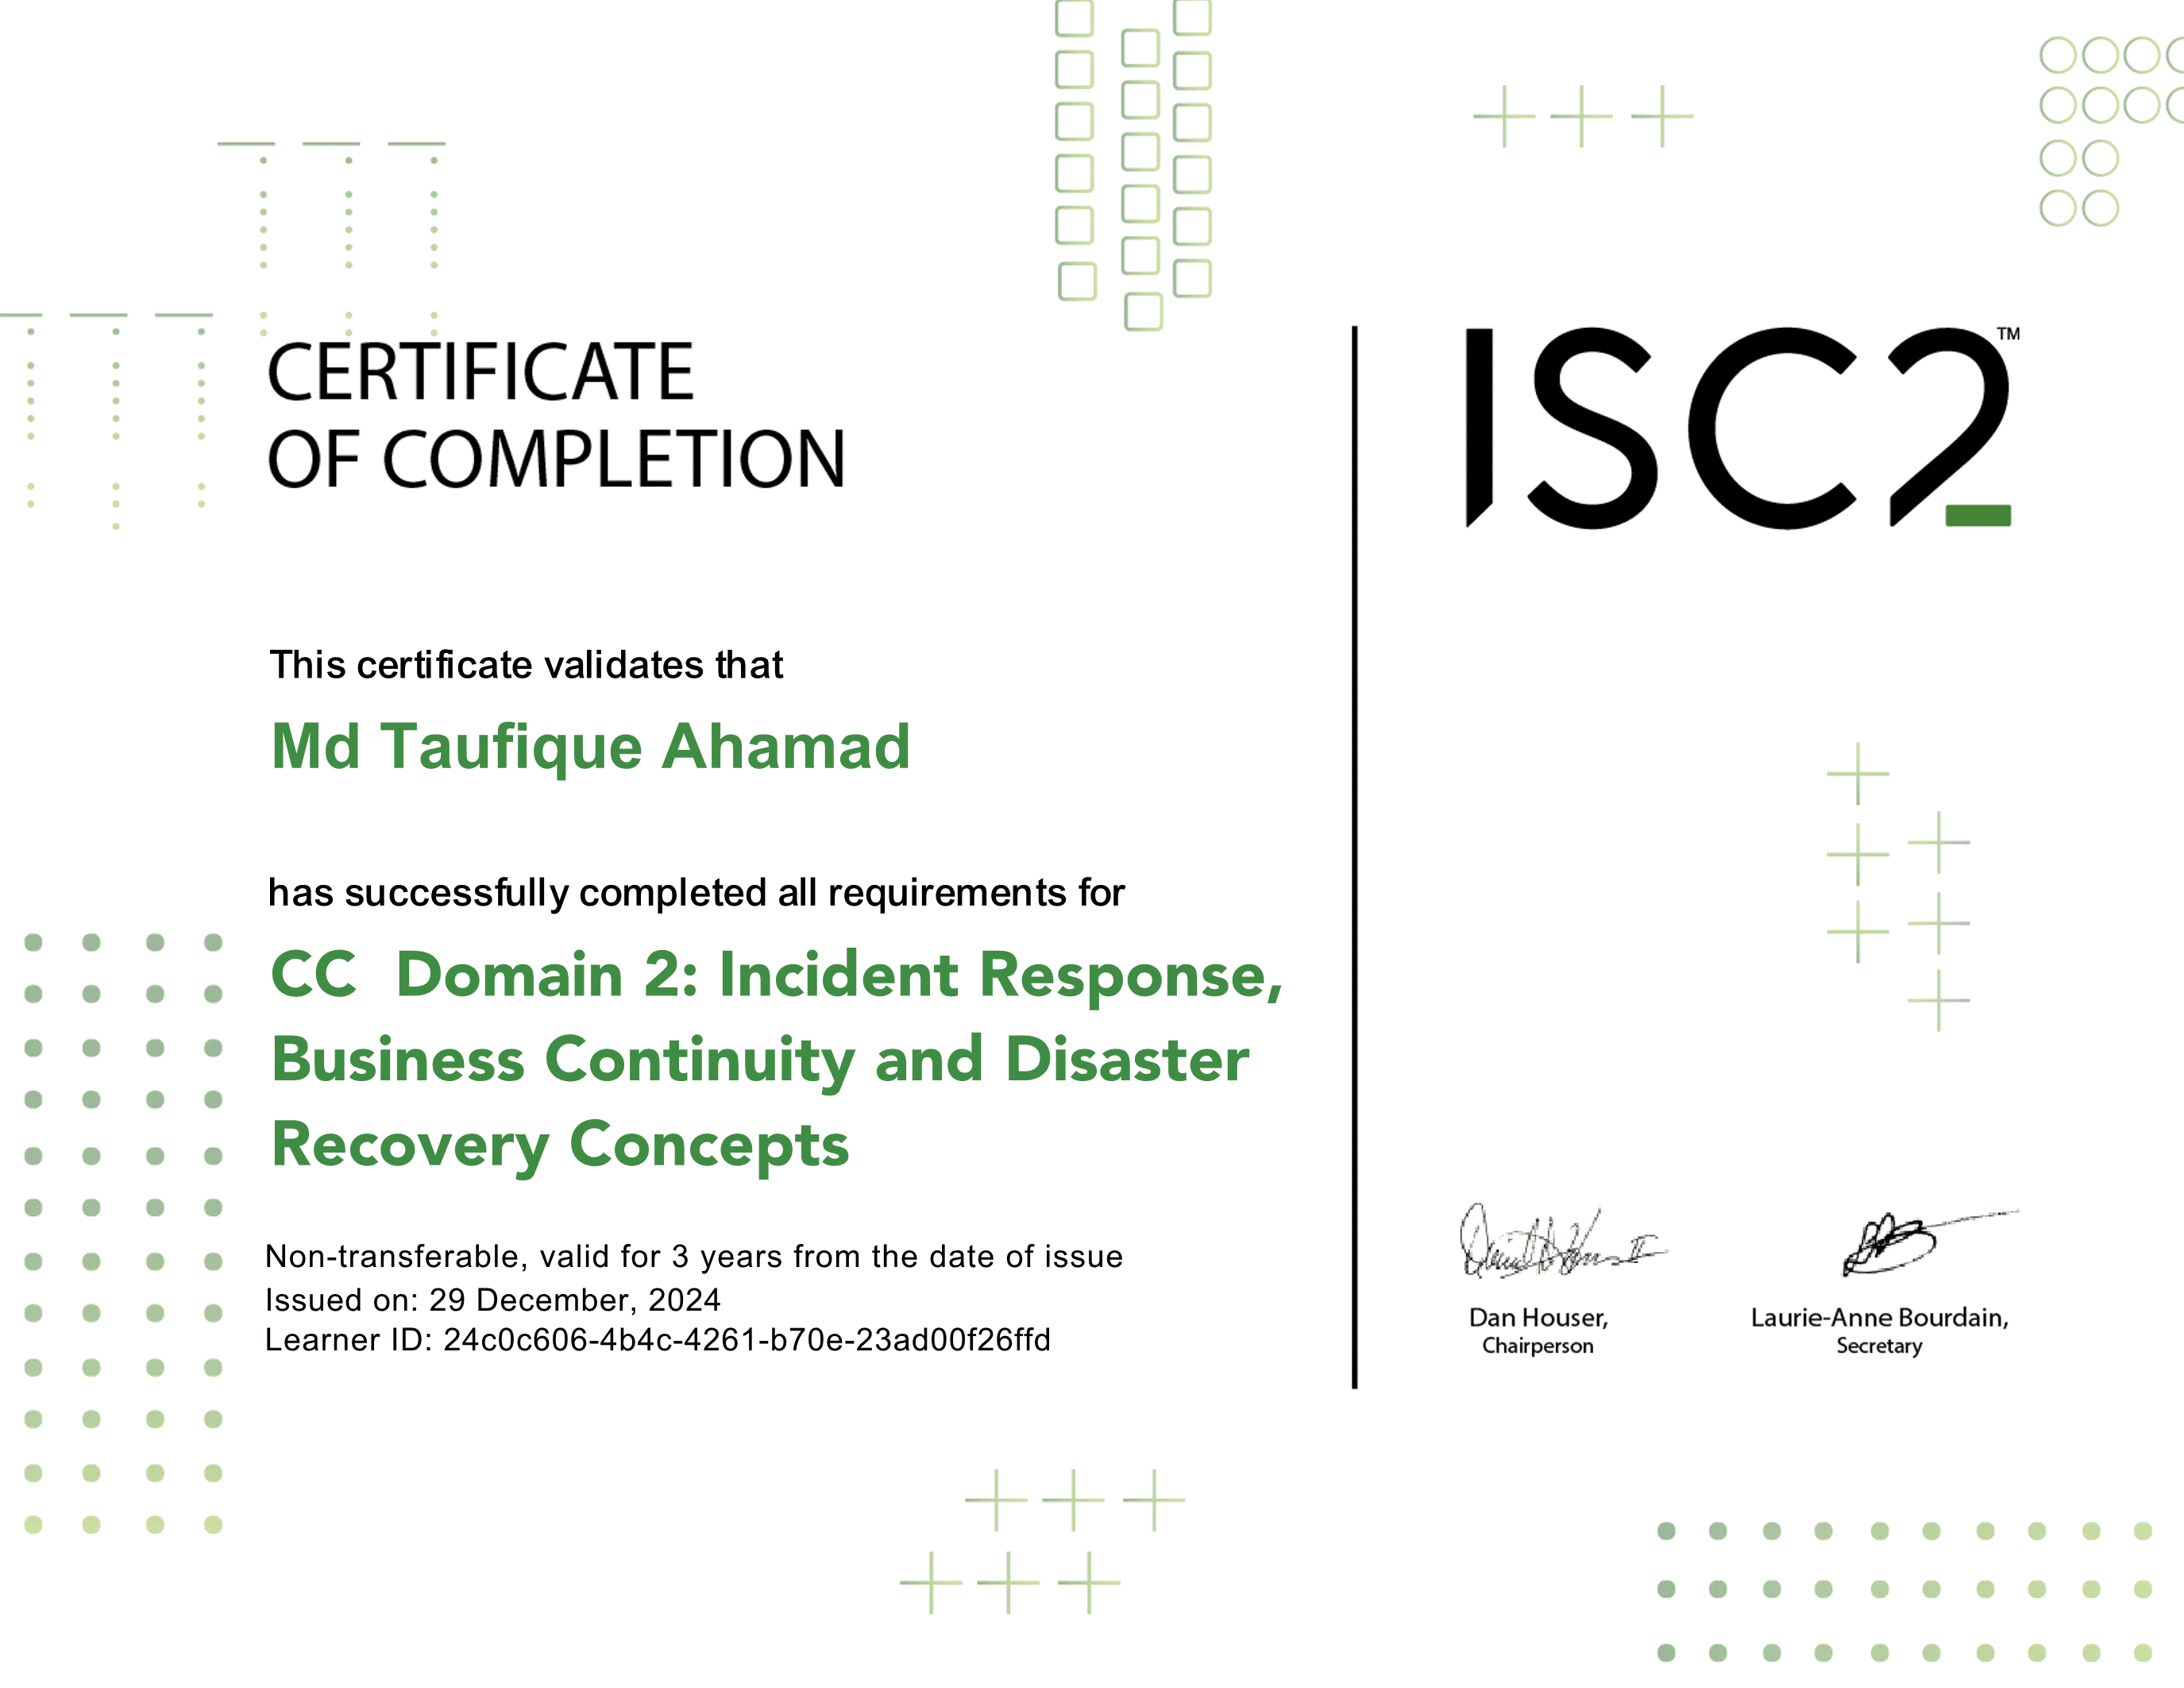 CERTIFICATE
OF COMPLETION
ISC2™
This certificate validates that
Md Taufique Ahamad
has successfully completed all requirements for
CC Domain 2: Incident Response,
Business Continuity and Disaster
Recovery Concepts
Non-transferable, valid for 3 years from the date of issue
Issued on: 29 December, 2024
Learner ID: 24c0c606-4b4c-4261-b70e-23ad00f26ffd
Dan Houser,
Chairperson
Laurie-Anne Bourdain,
Secretary